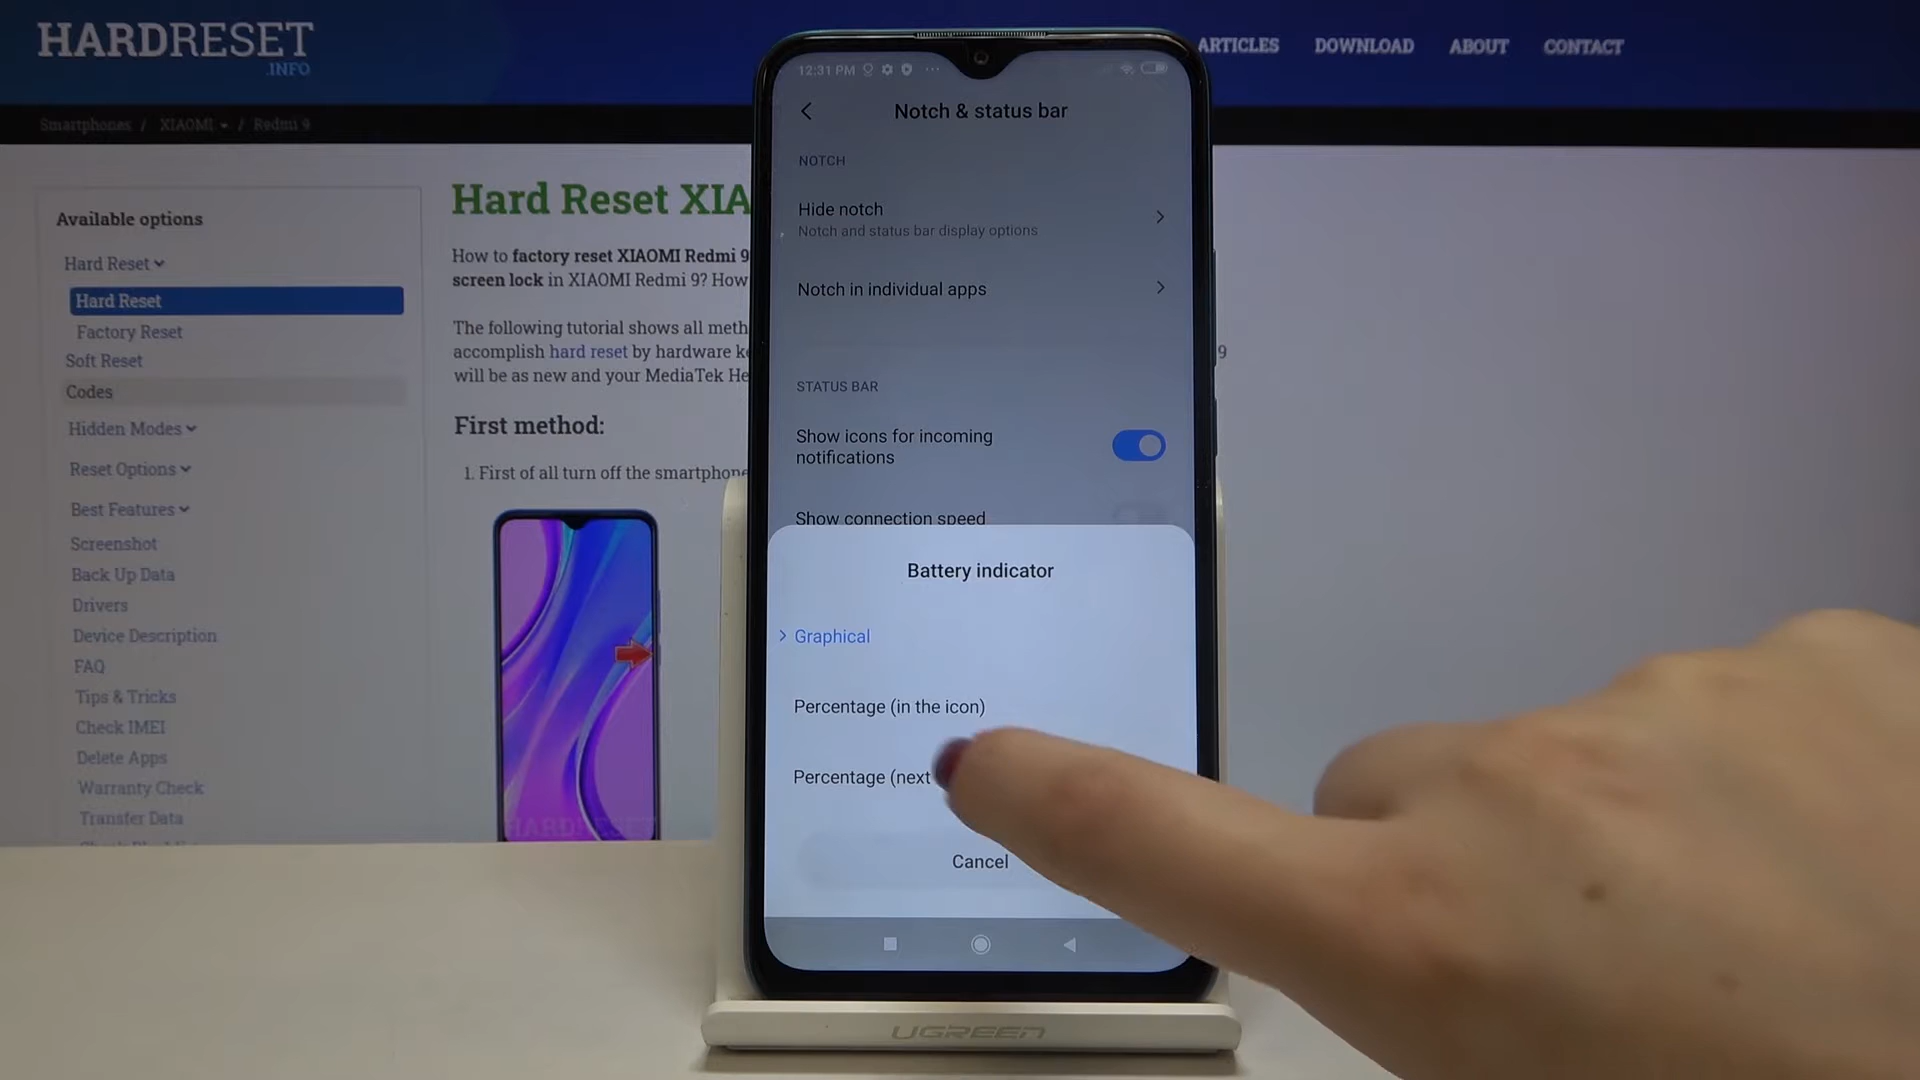 HARDRESET
.INFO
ARTICLES
DOWNLOAD
ABOUT
CONTACT
Smartphones / XIAOMI / Redmi 9
Available options
Hard Reset
Hard Reset
Factory Reset
Soft Reset
Codes
Hidden Modes
Reset Options
Best Features
Screenshot
Back Up Data
Drivers
Device Description
FAQ
Tips & Tricks
Check IMEI
Delete Apps
Warranty Check
Transfer Data
Hard Reset XIA
How to factory reset XIAOMI Redmi 9
screen lock in XIAOMI Redmi 9? How
The following tutorial shows all meth
accomplish hard reset by hardware ke
9
will be as new and your MediaTek He
First method:
1. First of all turn off the smartphone
HARDRESET
12:31 PM
Notch & status bar
NOTCH
Hide notch
Notch and status bar display options
Notch in individual apps
STATUS BAR
Show icons for incoming
notifications
Show connection speed
Battery indicator
Graphical
Percentage (in the icon)
Percentage (next
Cancel
UGREEN